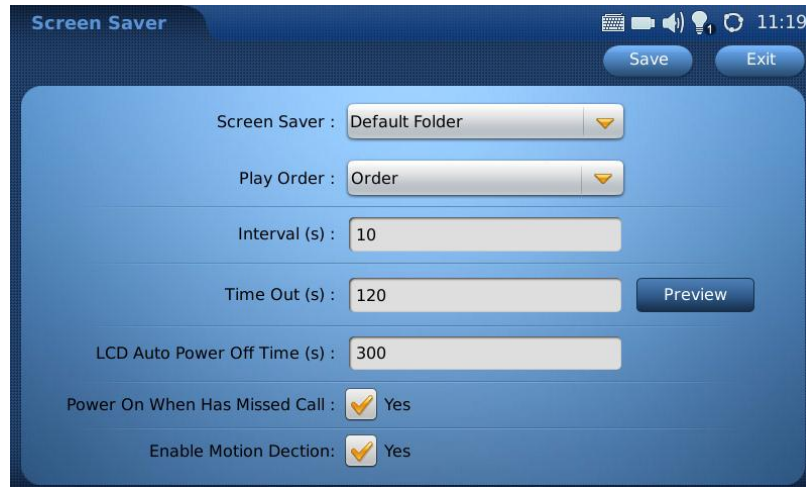 Screen Saver
1 11:19
Save Exit
Screen Saver : Default Folder
Play Order : Order
Interval (s) : 10
Time Out (s) : 120 Preview
LCD Auto Power Off Time (s) : 300
Power On When Has Missed Call : Yes
Enable Motion Dection: Yes